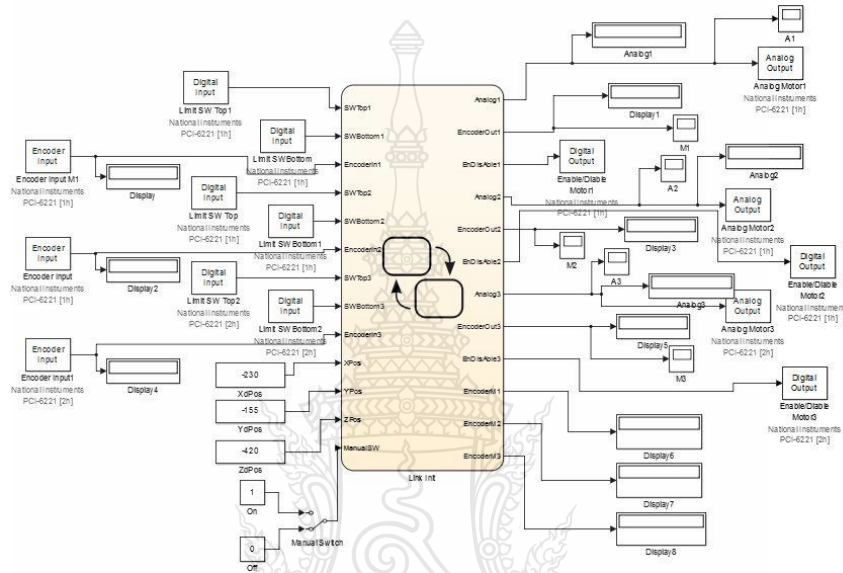 Digital
Input
Limit SW Top1
National Instruments
PCI-6221 [1h]
Digital
Input
Limit SWBottom
National Instruments
PCI-6221 [1h]
Encoder
Input
Encoder Input M1
National Instruments
PCI-6221 [1h]
Display
Digital
Input
Limit SW Top
National Instruments
PCI-6221 [1h]
Digital
Input
Limit SW Bottom1
National Instruments
PCI-6221 [1h]
Encoder
Input
Encoder Input
National Instruments
PCI-6221 [1h]
Display2
Digital
Input
Limit SW Top2
National Instruments
PCI-6221 [2h]
Digital
Input
Limit SW Bottom2
National Instruments
PCI-6221 [2h]
Encoder
Input
Encoder Input1
National Instruments
PCI-6221 [2h]
Display4
-230
XdPos
-155
YdPos
-420
ZdPos
1
On
0
Off
Manual Switch
SWTop1
SWBottom1
EncoderIn1
SWTop2
SWBottom2
EncoderIn2
SWTop3
SWBottom3
EncoderIn3
XPos
YPos
ZPos
ManualSW
Analog1
EncoderOut1
EnDisAble1
Analog2
EncoderOut2
EnDisAble2
Analog3
EncoderOut3
EnDisAble3
EncoderM1
EncoderM2
EncoderM3
Link Int
Analog1
A1
Analog
Output
Analog Motor1
National Instruments
PCI-6221 [1h]
Display1
M1
Digital
Output
Enable/Diable
Motor1
National Instruments
PCI-6221 [1h]
A2
Analog2
Analog
Output
Analog Motor2
National Instruments
PCI-6221 [1h]
Display3
M2
Digital
Output
Enable/Diable
Motor2
National Instruments
PCI-6221 [1h]
A3
Analog3
Analog
Output
Analog Motor3
National Instruments
PCI-6221 [2h]
Display5
M3
Digital
Output
Enable/Diable
Motor3
National Instruments
PCI-6221 [2h]
Display6
Display7
Display8